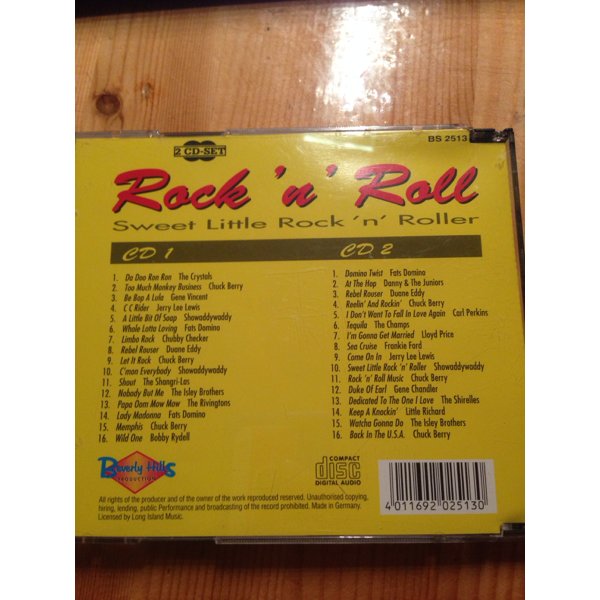 BS 2513
2 CD-SET
Rock 'n' Roll
Sweet Little Rock 'n' Roller
CD 1
1. Da Doo Ron Ron The Crystals
2. Too Much Monkey Business Chuck Berry
3. Be Bop A Lula Gene Vincent
4. C C Rider Jerry Lee Lewis
5. A Little Bit Of Soap Showaddywaddy
6. Whole Lotta Loving Fats Domino
7. Limbo Rock Chubby Checker
8. Rebel Rouser Duane Eddy
9. Let It Rock Chuck Berry
10. C'mon Everybody Showaddywaddy
11. Shout The Shangri-Las
12. Nobody But Me The Isley Brothers
13. Papa Oom Mow Mow The Rivingtons
14. Lady Madonna Fats Domino
15. Memphis Chuck Berry
16. Wild One Bobby Rydell
CD 2
1. Domino Twist Fats Domino
2. At The Hop Danny & The Juniors
3. Rebel Rouser Duane Eddy
4. Reelin' And Rockin' Chuck Berry
5. I Don't Want To Fall In Love Again Carl Perkins
6. Tequila The Champs
7. I'm Gonna Get Married Lloyd Price
8. Sea Cruise Frankie Ford
9. Come On In Jerry Lee Lewis
10. Sweet Little Rock 'n' Roller Showaddywaddy
11. Rock 'n' Roll Music Chuck Berry
12. Duke Of Earl Gene Chandler
13. Dedicated To The One I Love The Shirelles
14. Keep A Knockin' Little Richard
15. Watcha Gonna Do The Isley Brothers
16. Back In The U.S.A. Chuck Berry
Beverly Hills
PRODUCTION
COMPACT
disc
DIGITAL AUDIO
4 011692 025130
All rights of the producer and of the owner of the work reproduced reserved. Unauthorised copying,
hiring, lending, public Performance and broadcasting of the record prohibited. Made in Germany.
Licensed by Long Island Music.